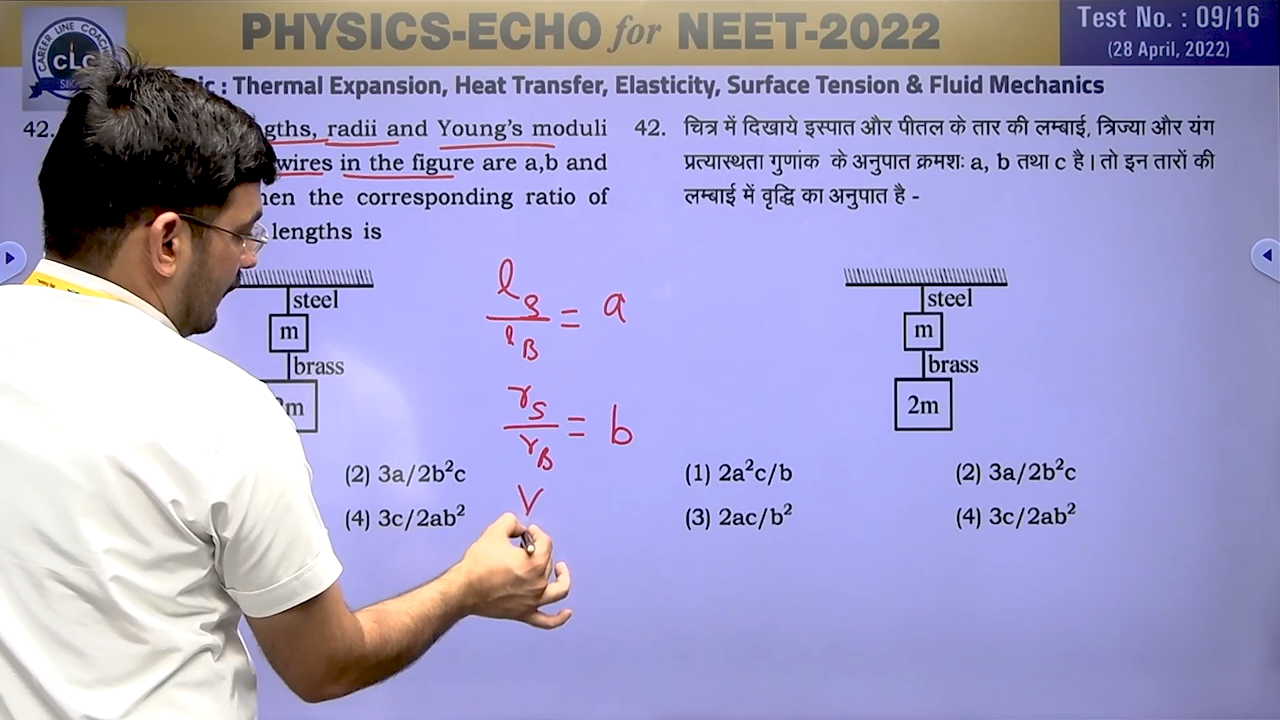 PHYSICS-ECHO for NEET-2022
Test No. : 09/16
(28 April, 2022)
CAREER LINE COACHING
CLC
: Thermal Expansion, Heat Transfer, Elasticity, Surface Tension & Fluid Mechanics
42.
gths, radii and Young's moduli
wires in the figure are a,b and
hen the corresponding ratio of
lengths is
steel
m
brass
m
(2) 3a/2b²c
(4) 3c/2ab²
l_S/l_B = a
r_S/r_B = b
Y
42. चित्र में दिखाये इस्पात और पीतल के तार की लम्बाई, त्रिज्या और यंग
प्रत्यास्थता गुणांक के अनुपात क्रमशः a, b तथा c है। तो इन तारों की
लम्बाई में वृद्धि का अनुपात है -
steel
m
brass
2m
(1) 2a²c/b
(2) 3a/2b²c
(3) 2ac/b²
(4) 3c/2ab²